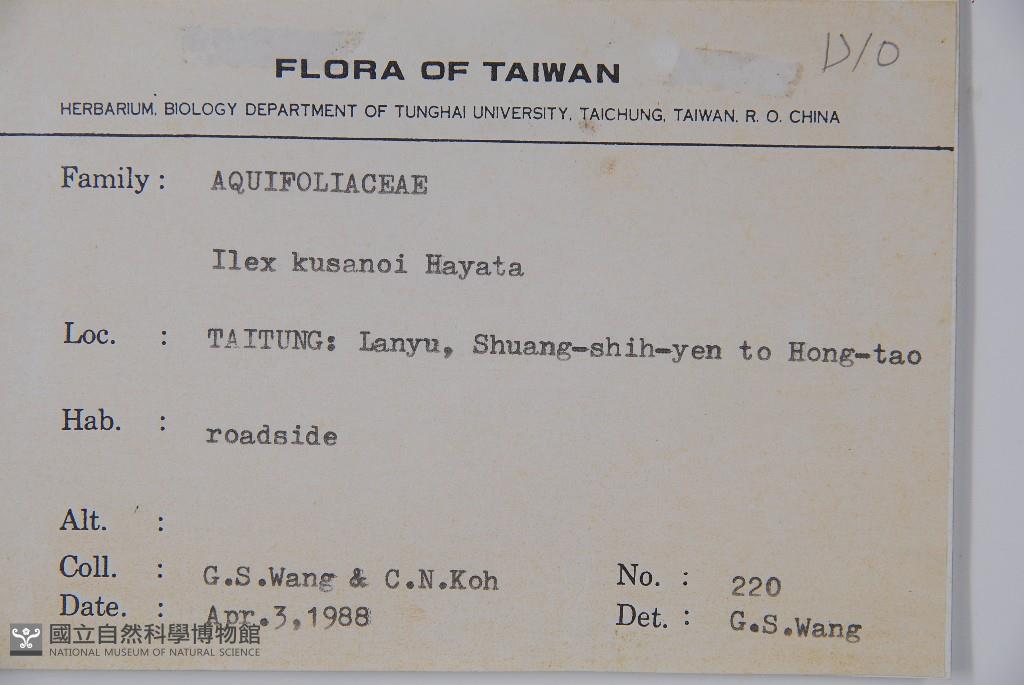 D/O
FLORA OF TAIWAN
HERBARIUM, BIOLOGY DEPARTMENT OF TUNGHAI UNIVERSITY, TAICHUNG, TAIWAN. R. O. CHINA
Family : AQUIFOLIACEAE
Ilex kusanoi Hayata
Loc. : TAITUNG: Lanyu, Shuang-shih-yen to Hong-tao
Hab. : roadside
Alt. :
Coll. : G.S.Wang & C.N.Koh No. : 220
Date. : Apr.3,1988 Det. : G.S.Wang
國立自然科學博物館
NATIONAL MUSEUM OF NATURAL SCIENCE